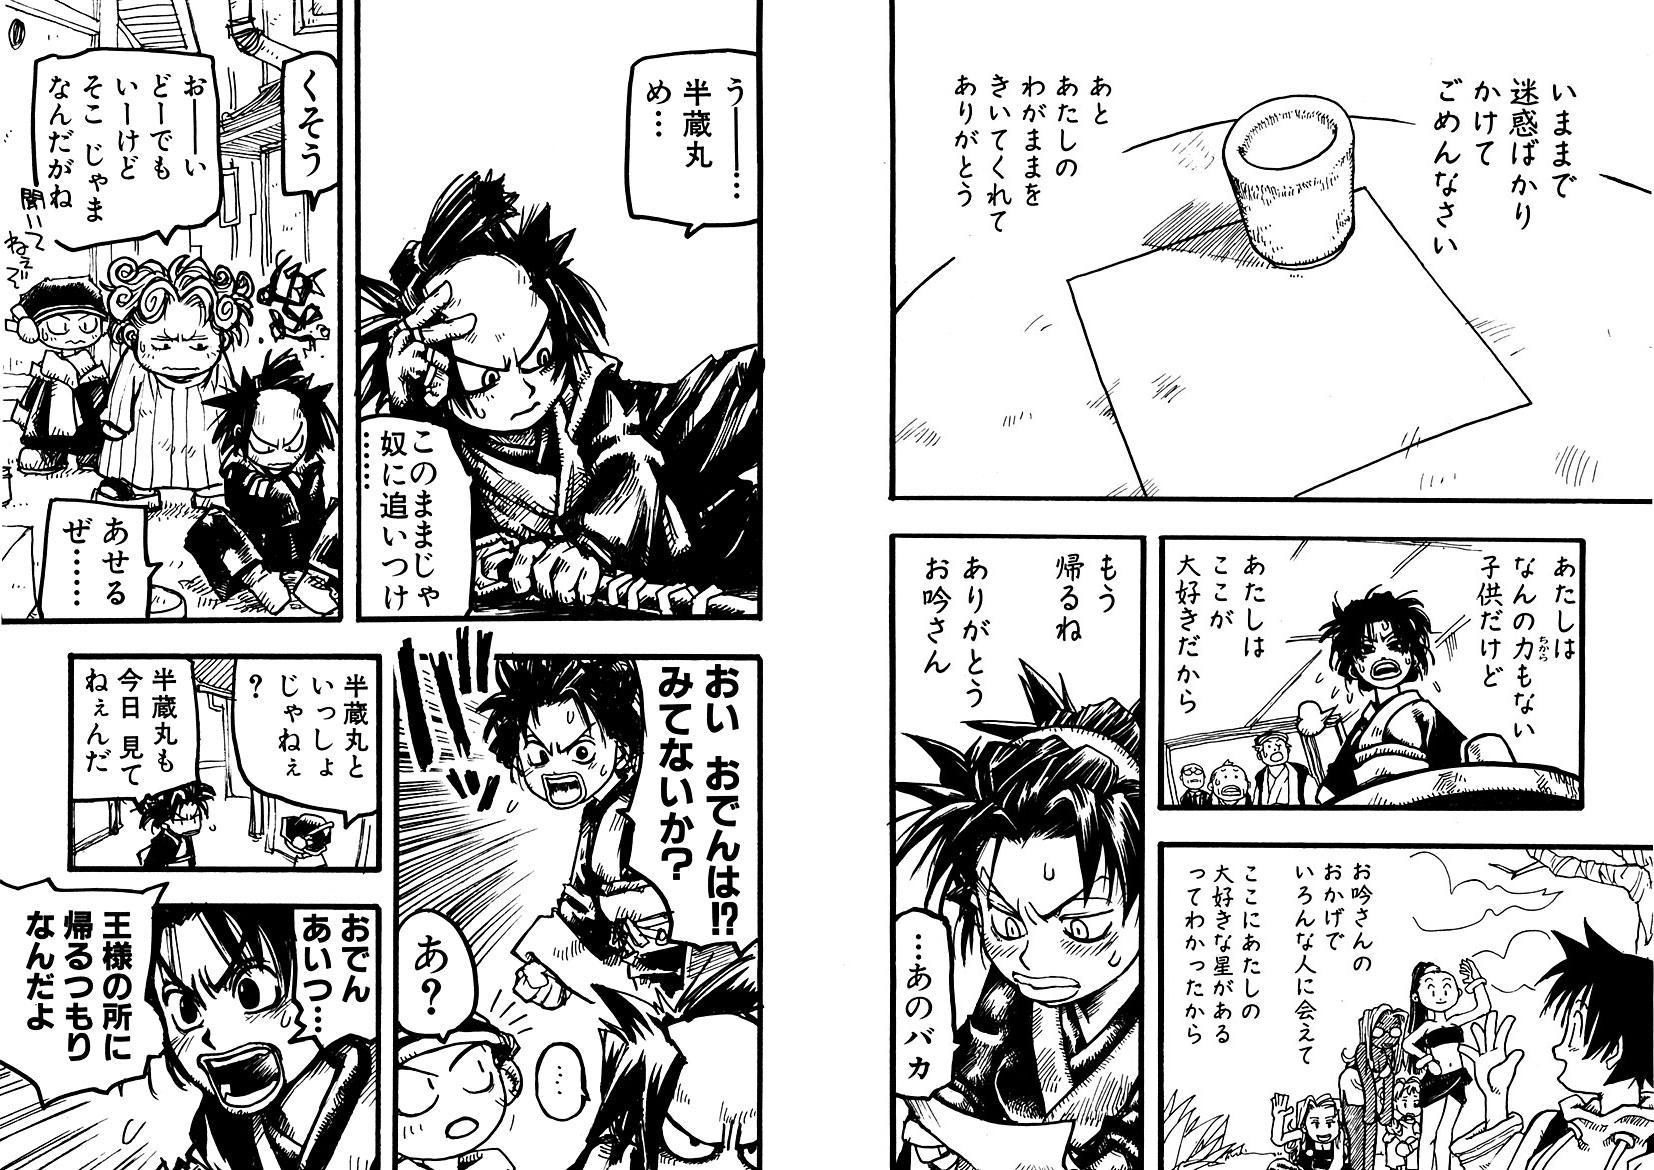 いままで
迷惑ばかり
かけて
ごめんなさい
あと
あたしの
わがままを
きいてくれて
ありがとう
あたしは
なんの力もない
ちから
子供だけど
あたしは
ここが
大好きだから
お吟さんの
おかげで
いろんな人に会えて
ここにあたしの
大好きな星がある
ってわかったから
もう
帰るね
ありがとう
お吟さん
…あのバカ
うーーー…
半蔵丸
め…
このままじゃ
奴に追いつけ
……
くそう
おーーい
どーでも
いーけど
そこ じゃま
なんだがね
聞いて
ねぇぞ
あせる
ぜ……
おい おでんは!?
みてないか?
あ?
…
半蔵丸と
いっしょ
じゃねぇ
?
半蔵丸も
今日 見て
ねぇんだ
おでん
あいつ…
王様の所に
帰るつもり
なんだよ